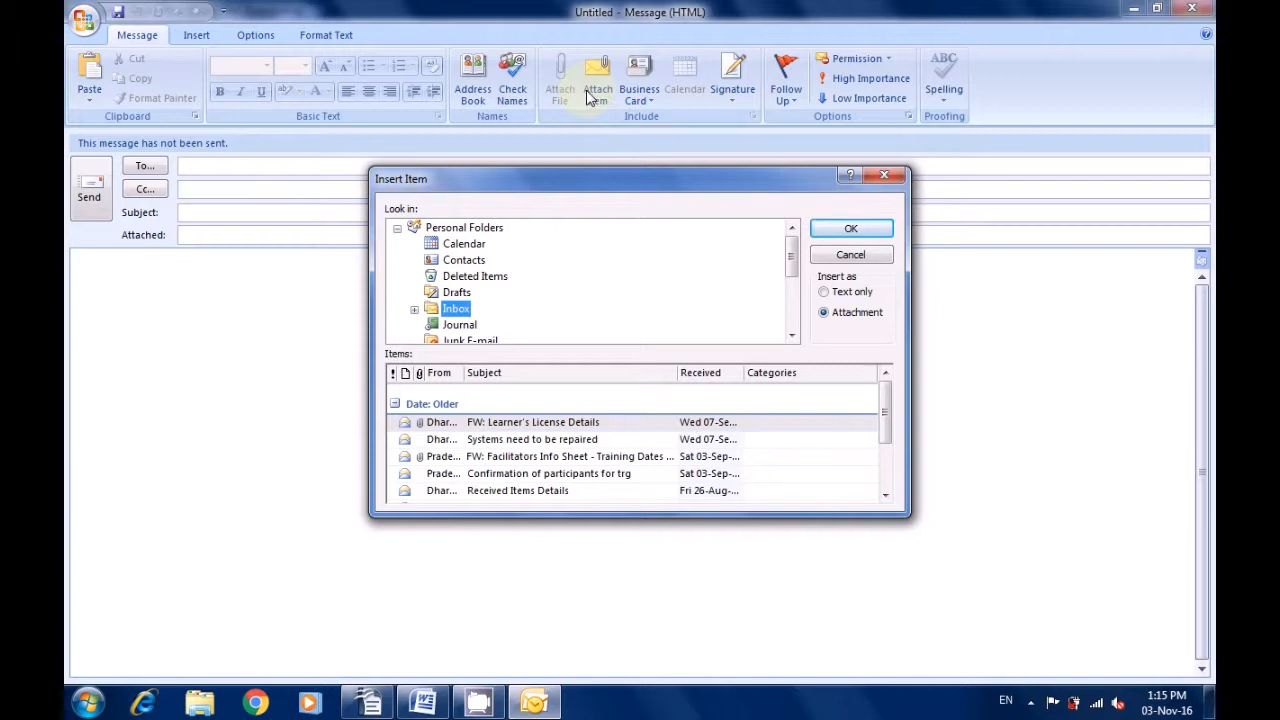 Untitled - Message (HTML)
Message Insert Options Format Text
Cut
Copy
Format Painter
Paste
Clipboard
B I U
Basic Text
Address Book
Check Names
Names
Attach File
Attach Item
Business Card
Calendar
Signature
Include
Follow Up
Permission
High Importance
Low Importance
Options
ABC
Spelling
Proofing
This message has not been sent.
Send
To...
Cc...
Subject:
Attached:
Insert Item
Look in:
Personal Folders
Calendar
Contacts
Deleted Items
Drafts
Inbox
Journal
Junk E-mail
OK
Cancel
Insert as
Text only
Attachment
Items:
From Subject Received Categories
Date: Older
Dhar... FW: Learner's License Details Wed 07-Se...
Dhar... Systems need to be repaired Wed 07-Se...
Prade... FW: Facilitators Info Sheet - Training Dates ... Sat 03-Sep-...
Prade... Confirmation of participants for trg Sat 03-Sep-...
Dhar... Received Items Details Fri 26-Aug-...
EN
1:15 PM
03-Nov-16